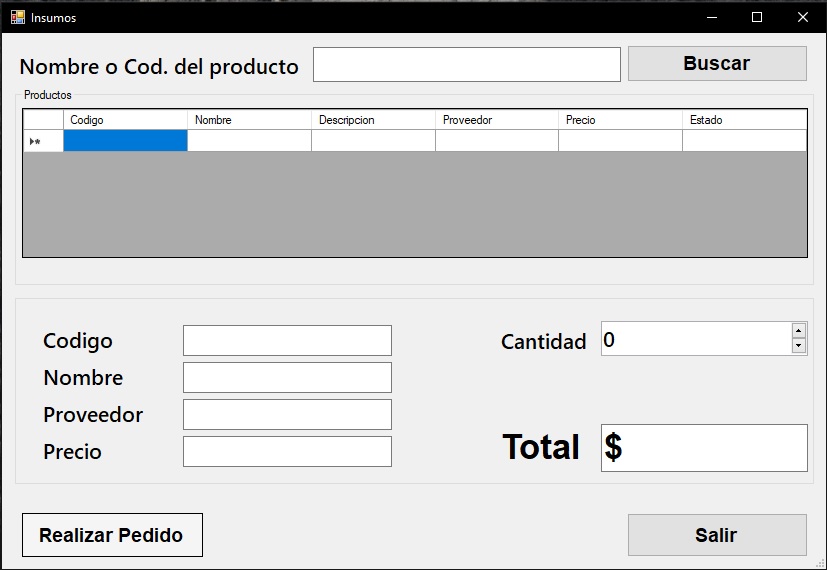 Insumos
Nombre o Cod. del producto Buscar
Productos
Codigo Nombre Descripcion Proveedor Precio Estado
Codigo Cantidad 0
Nombre
Proveedor
Precio Total $
Realizar Pedido Salir